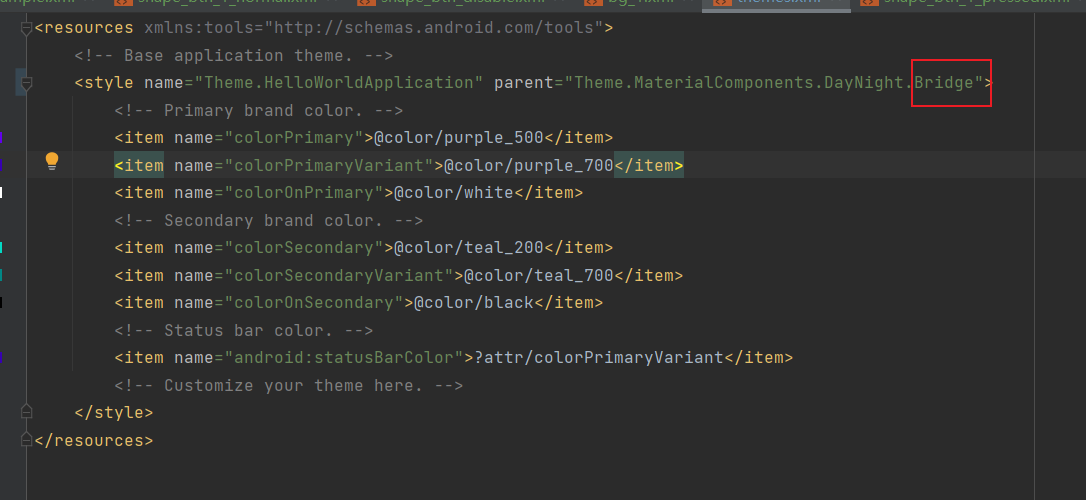 themes.xml
<resources xmlns:tools="http://schemas.android.com/tools">
<!-- Base application theme. -->
<style name="Theme.HelloWorldApplication" parent="Theme.MaterialComponents.DayNight.Bridge">
<!-- Primary brand color. -->
<item name="colorPrimary">@color/purple_500</item>
<item name="colorPrimaryVariant">@color/purple_700</item>
<item name="colorOnPrimary">@color/white</item>
<!-- Secondary brand color. -->
<item name="colorSecondary">@color/teal_200</item>
<item name="colorSecondaryVariant">@color/teal_700</item>
<item name="colorOnSecondary">@color/black</item>
<!-- Status bar color. -->
<item name="android:statusBarColor">?attr/colorPrimaryVariant</item>
<!-- Customize your theme here. -->
</style>
</resources>